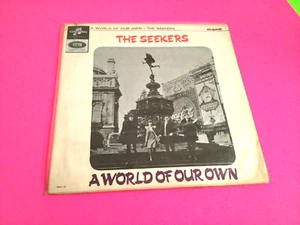 A WORLD OF OUR OWN - THE SEEKERS
THE SEEKERS
A WORLD OF OUR OWN